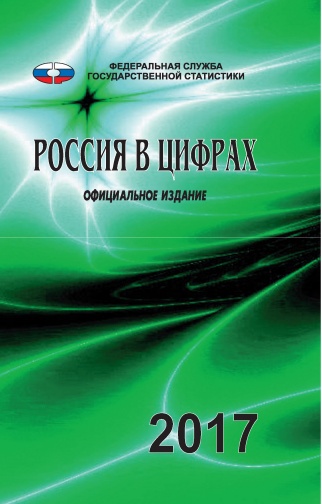 ФЕДЕРАЛЬНАЯ СЛУЖБА
ГОСУДАРСТВЕННОЙ СТАТИСТИКИ
РОССИЯ В ЦИФРАХ
ОФИЦИАЛЬНОЕ ИЗДАНИЕ
2017